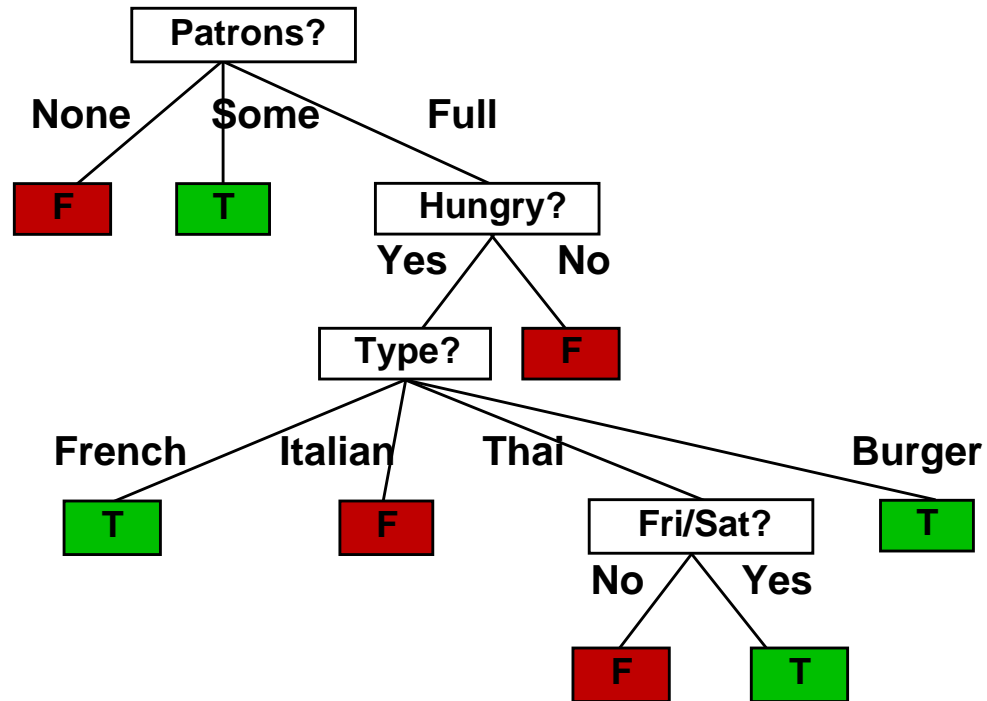 Patrons?
None Some Full
F T Hungry?
Yes No
Type? F
French Italian Thai Burger
T F Fri/Sat? T
No Yes
F T